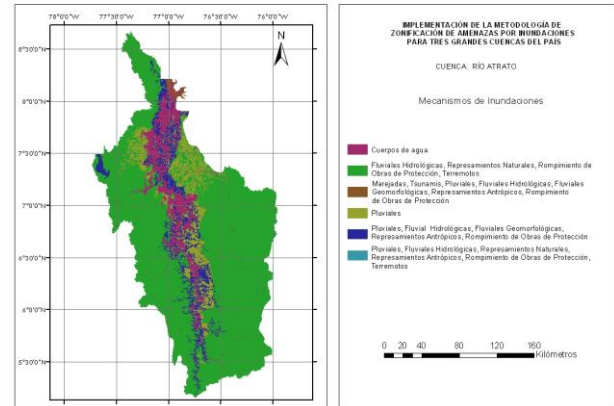 78°0'0"W 77°30'0"W 77°0'0"W 76°30'0"W 76°0'0"W
N
8°30'0"N
8°0'0"N
7°30'0"N
7°0'0"N
6°30'0"N
6°0'0"N
5°30'0"N
IMPLEMENTACIÓN DE LA METODOLOGÍA DE
ZONIFICACIÓN DE AMENAZAS POR INUNDACIONES
PARA TRES GRANDES CUENCAS DEL PAÍS
CUENCA: RÍO ATRATO
Mecanismos de Inundaciones
Cuerpos de agua
Fluviales Hidrológicas, Represamientos Naturales, Rompimiento de
Obras de Protección, Terremotos
Marejadas, Tsunamis, Pluviales, Fluviales Hidrológicas, Fluviales
Geomorfológicas, Represamientos Antrópicos, Rompimiento
de Obras de Protección
Pluviales
Pluviales, Fluvial Hidrológicas, Fluviales Geomorfológicas,
Represamientos Antrópicos, Rompimiento de Obras de Protección
Pluviales, Fluviales Hidrológicas, Represamientos Naturales,
Represamientos Antrópicos, Rompimiento de Obras de Protección,
Terremotos
0 20 40 80 120 160
Kilómetros